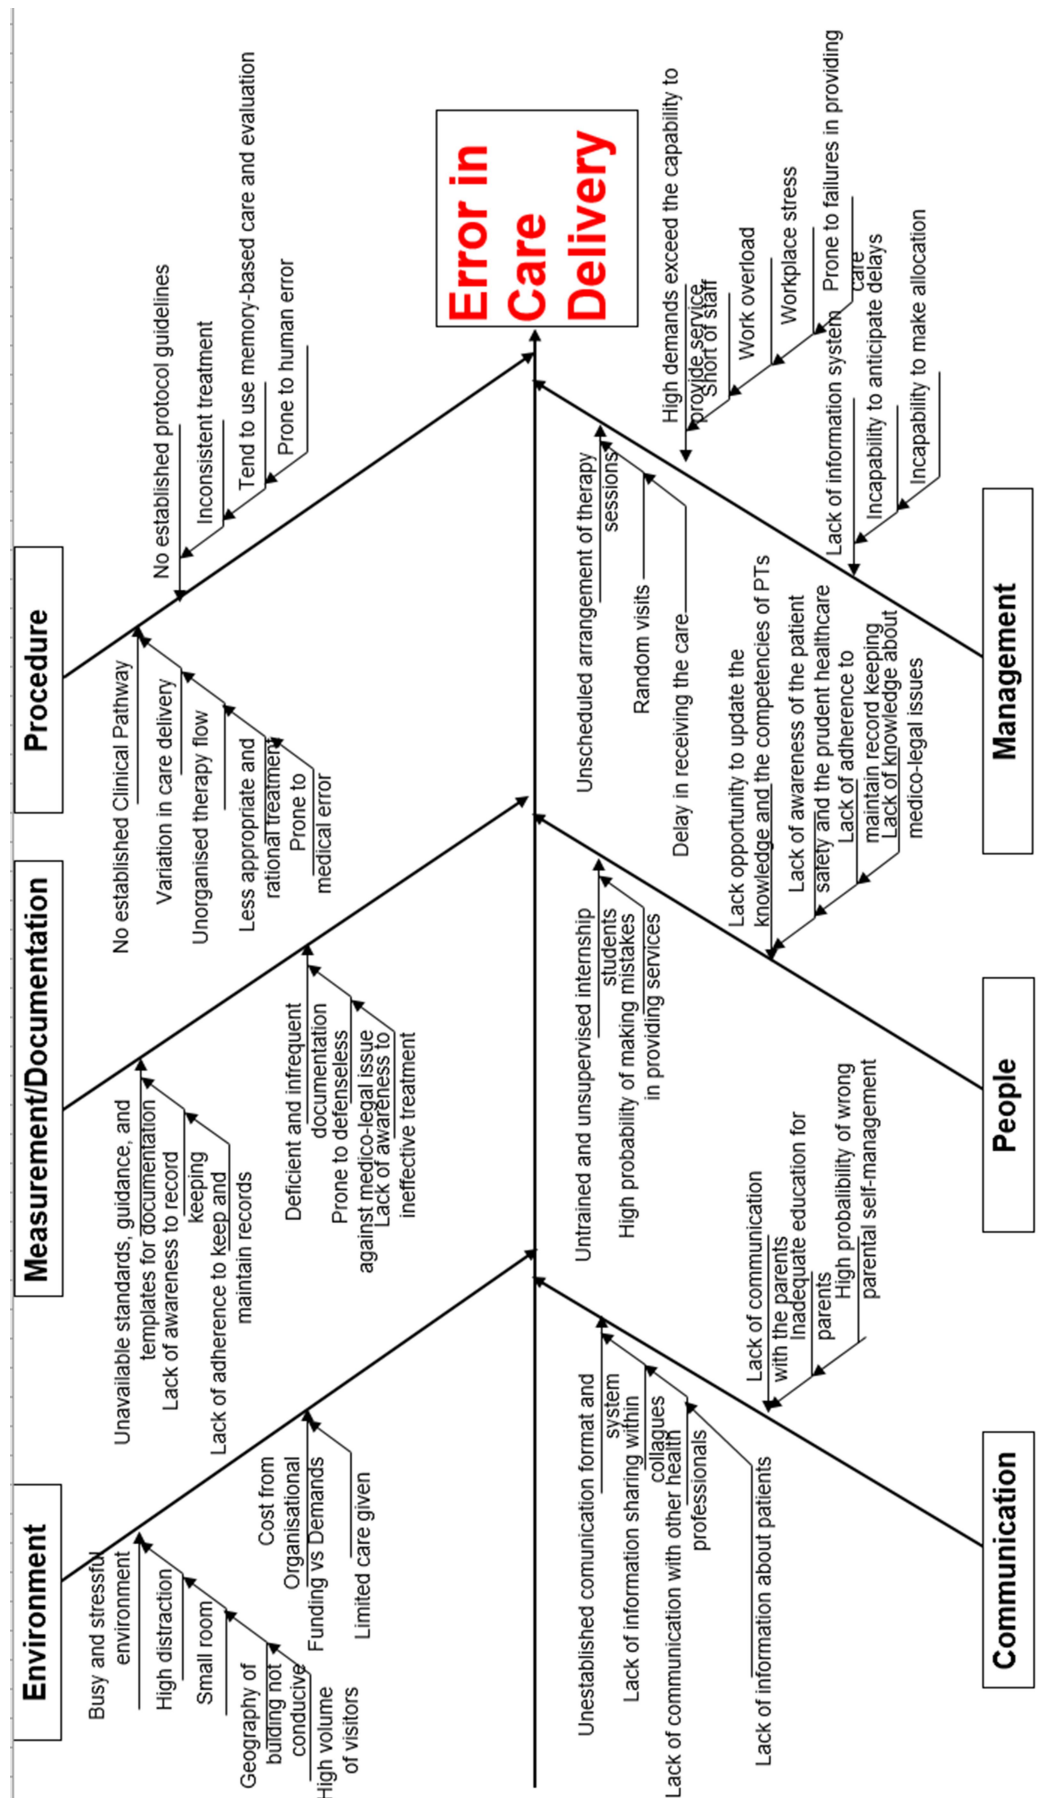 Environment
Busy and stressful
environment
High distraction
Small room
Geography of
building not
conducive
High volume
of visitors
Cost from
Organisational
Funding vs Demands
Limited care given
Measurement/Documentation
Unavailable standards, guidance, and
templates for documentation
Lack of awareness to record
keeping
Lack of adherence to keep and
maintain records
Deficient and infrequent
documentation
Prone to defenseless
against medico-legal issue
Lack of awareness to
ineffective treatment
Procedure
No established Clinical Pathway
Variation in care delivery
Unorganised therapy flow
Less appropriate and
rational treatment
Prone to
medical error
No established protocol guidelines
Inconsistent treatment
Tend to use memory-based care and evaluation
Prone to human error
Error in
Care
Delivery
Unestablished comunication format and
system
Lack of information sharing within
collagues
Lack of communication with other health
professionals
Lack of information about patients
Lack of communication
with the parents
Inadequate education for
parents
High probalibility of wrong
parental self-management
Communication
Untrained and unsupervised internship
students
High probability of making mistakes
in providing services
Lack opportunity to update the
knowledge and the competencies of PTs
Lack of awareness of the patient
safety and the prudent healthcare
Lack of adherence to
maintain record keeping
Lack of knowledge about
medico-legal issues
People
Unscheduled arrangement of therapy
sessions
Random visits
Delay in receiving the care
High demands exceed the capability to
provide service
Short of staff
Work overload
Workplace stress
Prone to failures in providing
care
Lack of information system
Incapability to anticipate delays
Incapability to make allocation
Management